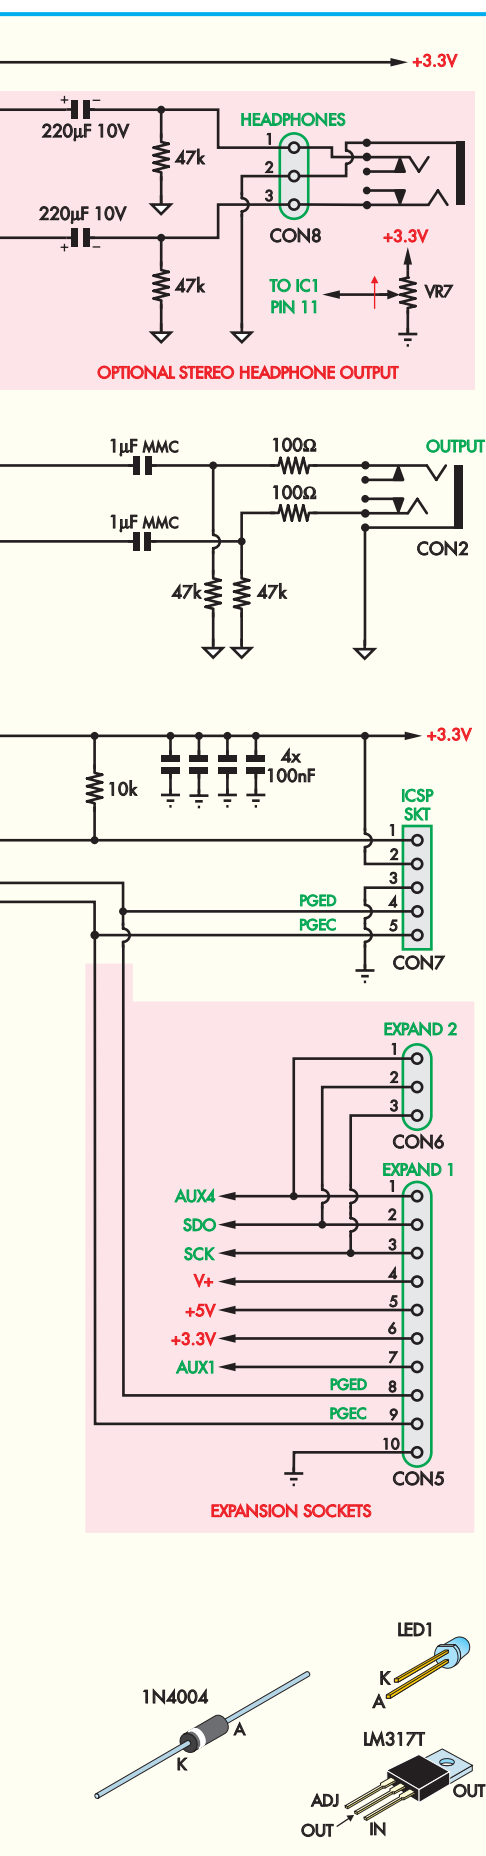 +3.3V
+ −
220µF 10V
HEADPHONES
47k
1
2
3
220µF 10V
+ −
CON8
+3.3V
47k
TO IC1
PIN 11
VR7
OPTIONAL STEREO HEADPHONE OUTPUT
1µF MMC
100Ω
OUTPUT
100Ω
1µF MMC
CON2
47k
47k
+3.3V
4x
100nF
10k
ICSP
SKT
1
2
3
PGED
4
PGEC
5
CON7
EXPAND 2
1
2
3
CON6
EXPAND 1
AUX4
1
SDO
2
SCK
3
V+
4
+5V
5
+3.3V
6
AUX1
7
PGED
8
PGEC
9
10
CON5
EXPANSION SOCKETS
LED1
K
A
1N4004
A
K
LM317T
OUT
ADJ
OUT
IN